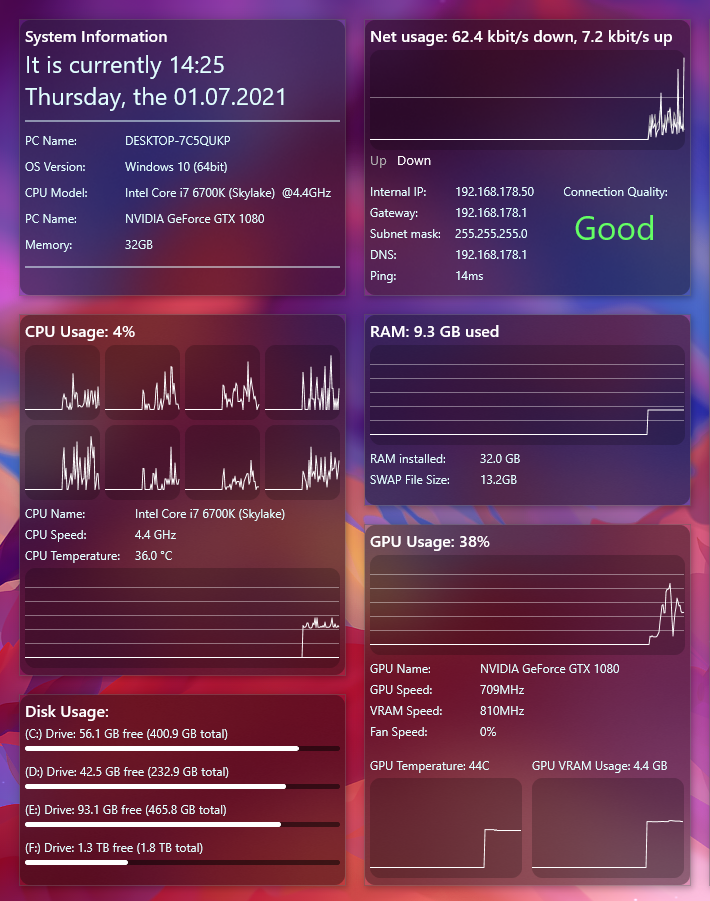 System Information
It is currently 14:25
Thursday, the 01.07.2021
PC Name: DESKTOP-7C5QUKP
OS Version: Windows 10 (64bit)
CPU Model: Intel Core i7 6700K (Skylake) @4.4GHz
PC Name: NVIDIA GeForce GTX 1080
Memory: 32GB
Net usage: 62.4 kbit/s down, 7.2 kbit/s up
Up Down
Internal IP: 192.168.178.50
Gateway: 192.168.178.1
Subnet mask: 255.255.255.0
DNS: 192.168.178.1
Ping: 14ms
Connection Quality:
Good
CPU Usage: 4%
CPU Name: Intel Core i7 6700K (Skylake)
CPU Speed: 4.4 GHz
CPU Temperature: 36.0 °C
RAM: 9.3 GB used
RAM installed: 32.0 GB
SWAP File Size: 13.2GB
GPU Usage: 38%
GPU Name: NVIDIA GeForce GTX 1080
GPU Speed: 709MHz
VRAM Speed: 810MHz
Fan Speed: 0%
GPU Temperature: 44C
GPU VRAM Usage: 4.4 GB
Disk Usage:
(C:) Drive: 56.1 GB free (400.9 GB total)
(D:) Drive: 42.5 GB free (232.9 GB total)
(E:) Drive: 93.1 GB free (465.8 GB total)
(F:) Drive: 1.3 TB free (1.8 TB total)